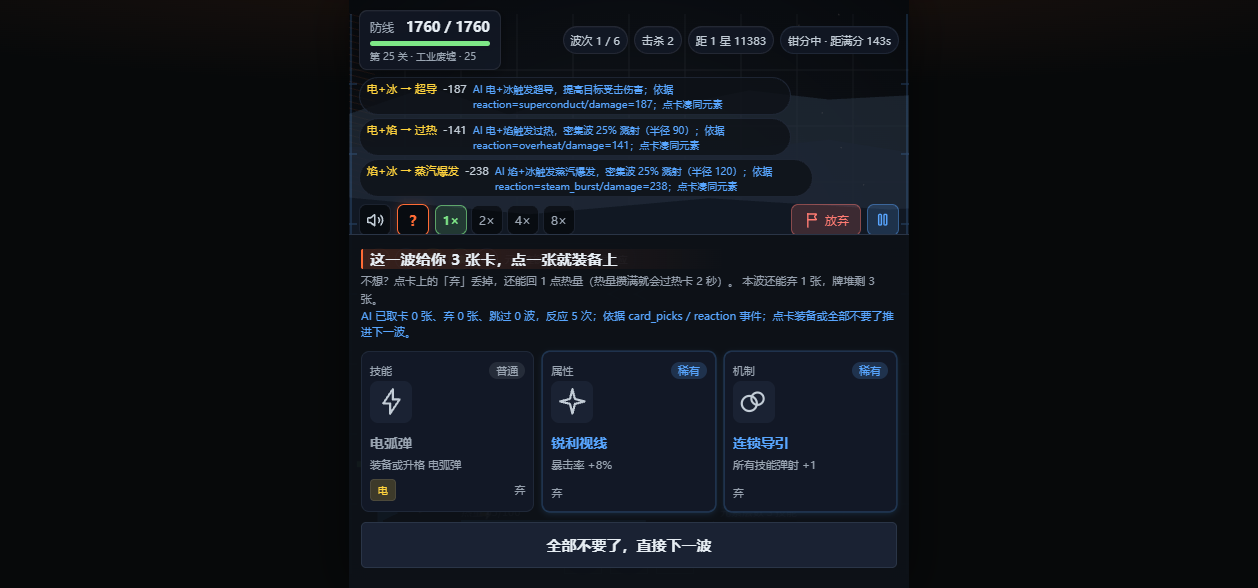 防线 1760 / 1760
第 25 关 · 工业废墟 · 25
波次 1 / 6
击杀 2
距 1 星 11383
钳分中 · 距满分 143s
电+冰 → 超导 -187 AI 电+冰触发超导，提高目标受击伤害；依据
reaction=superconduct/damage=187；点卡凑同元素
电+焰 → 过热 -141 AI 电+焰触发过热，密集波 25% 溅射（半径 90）；依据
reaction=overheat/damage=141；点卡凑同元素
焰+冰 → 蒸汽爆发 -238 AI 焰+冰触发蒸汽爆发，密集波 25% 溅射（半径 120）；依据
reaction=steam_burst/damage=238；点卡凑同元素
? 1× 2× 4× 8× 放弃
这一波给你 3 张卡，点一张就装备上
不想？点卡上的「弃」丢掉，还能回 1 点热量（热量攒满就会过热卡 2 秒）。 本波还能弃 1 张，牌堆剩 3
张。
AI 已取卡 0 张、弃 0 张、跳过 0 波，反应 5 次；依据 card_picks / reaction 事件；点卡装备或全部不要了推
进下一波。
技能 普通
电弧弹
装备或升格 电弧弹
电 弃
属性 稀有
锐利视线
暴击率 +8%
弃
机制 稀有
连锁导引
所有技能弹射 +1
弃
全部不要了，直接下一波